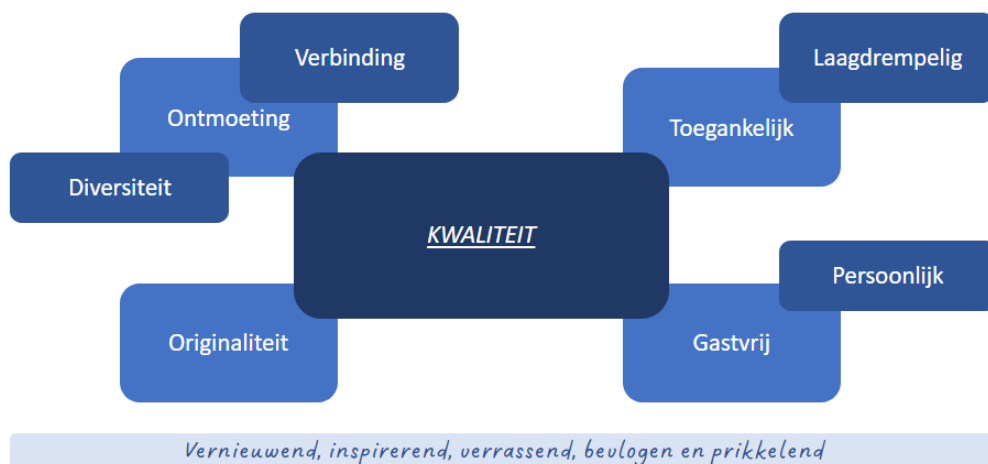 Verbinding
Laagdrempelig
Ontmoeting
Toegankelijk
Diversiteit
KWALITEIT
Persoonlijk
Originaliteit
Gastvrij
Vernieuwend, inspirerend, verrassend, bevlogen en prikkelend